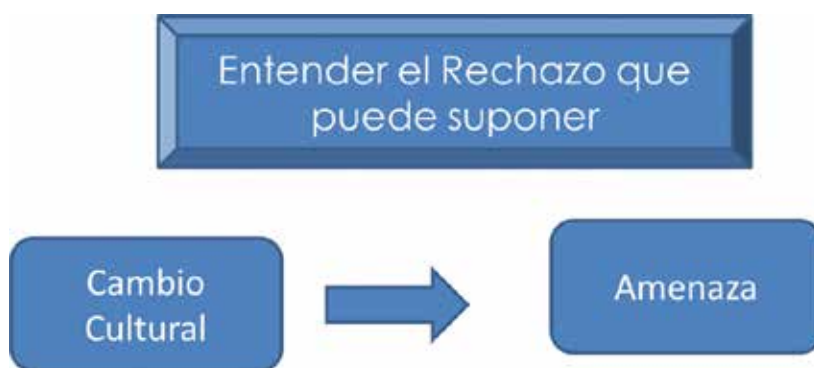 Entender el Rechazo que
puede suponer
Cambio
Cultural
Amenaza